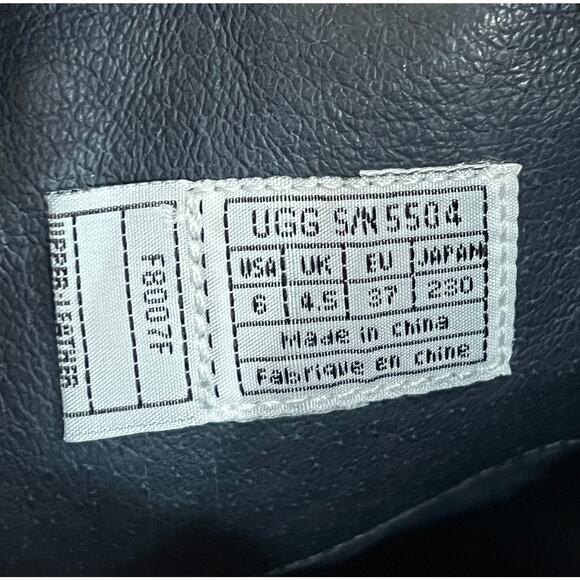 UGG S/N 5504
USA UK EU JAPAN
6 4.5 37 230
Made in China
Fabrique en Chine
F8007F
UPPER:LEATHER